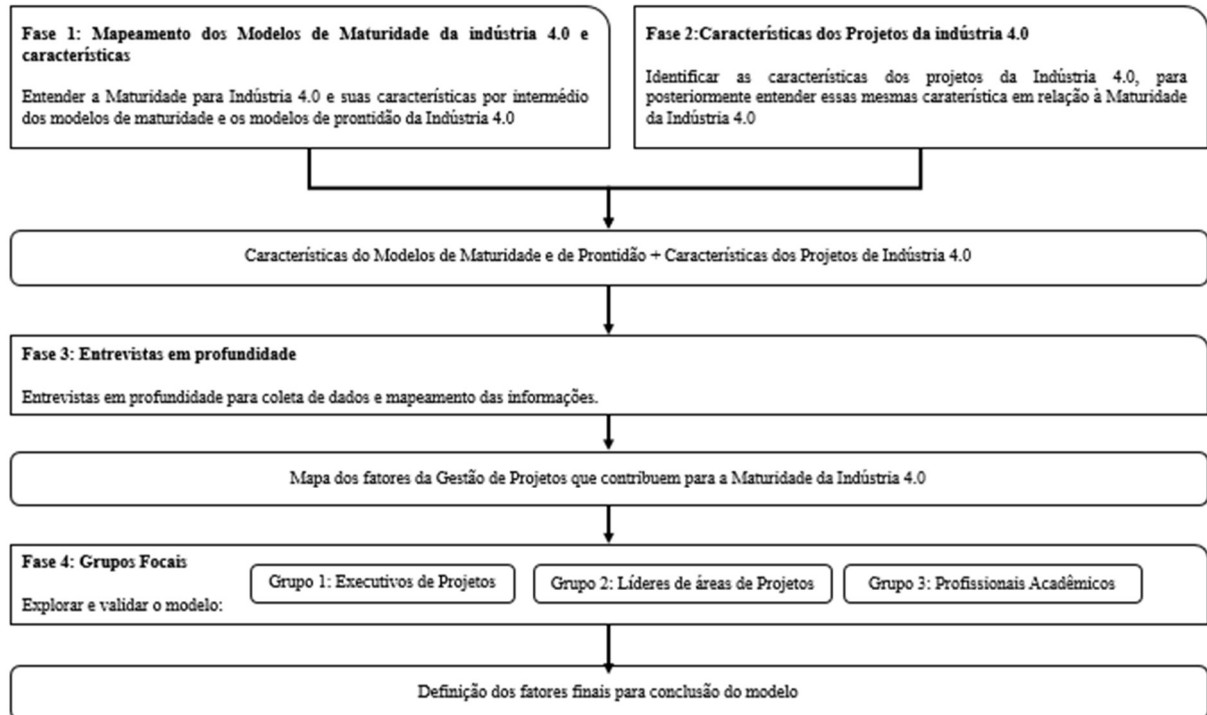 Fase 1: Mapeamento dos Modelos de Maturidade da indústria 4.0 e
características
Entender a Maturidade para Indústria 4.0 e suas características por intermédio
dos modelos de maturidade e os modelos de prontidão da Indústria 4.0
Fase 2:Características dos Projetos da indústria 4.0
Identificar as características dos projetos da Indústria 4.0, para
posteriormente entender essas mesmas caraterística em relação à Maturidade
da Indústria 4.0
Características do Modelos de Maturidade e de Prontidão + Características dos Projetos de Indústria 4.0
Fase 3: Entrevistas em profundidade
Entrevistas em profundidade para coleta de dados e mapeamento das informações.
Mapa dos fatores da Gestão de Projetos que contribuem para a Maturidade da Indústria 4.0
Fase 4: Grupos Focais
Explorar e validar o modelo:
Grupo 1: Executivos de Projetos
Grupo 2: Líderes de áreas de Projetos
Grupo 3: Profissionais Acadêmicos
Definição dos fatores finais para conclusão do modelo